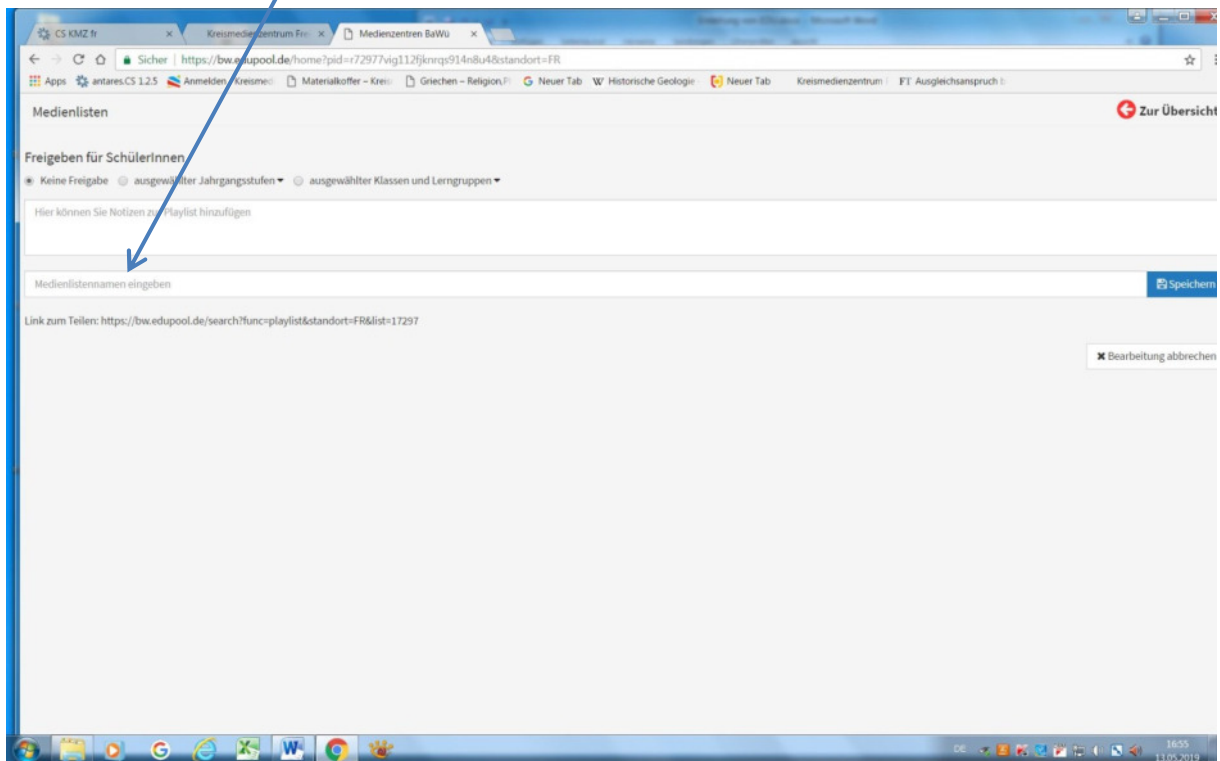 CS KMZ fr
Kreismedienzentrum Fre
Medienzentren BaWü
Sicher | https://bw.edupool.de/home?pid=r72977vig112fjknrqs914n8u4&standort=FR
Apps antares.CS 1.2.5 Anmelden - Kreismed Materialkoffer – Kreis Griechen – Religion, Neuer Tab Historische Geologie Neuer Tab Kreismedienzentrum FT Ausgleichsanspruch
Medienlisten
Zur Übersicht
Freigeben für SchülerInnen
Keine Freigabe ausgewählter Jahrgangsstufen ausgewählter Klassen und Lerngruppen
Hier können Sie Notizen zur Playlist hinzufügen
Medienlistennamen eingeben
Speichern
Link zum Teilen: https://bw.edupool.de/search?func=playlist&standort=FR&list=17297
Bearbeitung abbrechen
DE
16:55
13.05.2019